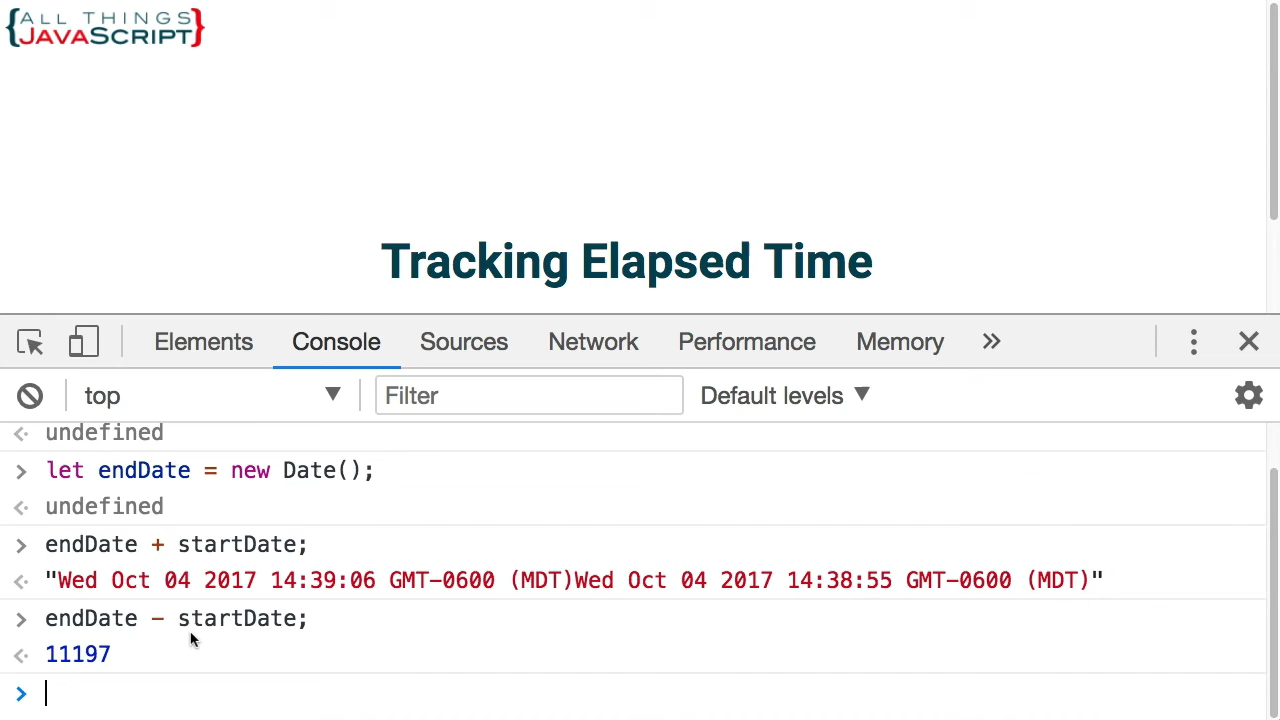 {ALL THINGS
JAVASCRIPT}
Tracking Elapsed Time
Elements Console Sources Network Performance Memory »
top ▼ Filter Default levels ▼
undefined
> let endDate = new Date();
undefined
> endDate + startDate;
"Wed Oct 04 2017 14:39:06 GMT-0600 (MDT)Wed Oct 04 2017 14:38:55 GMT-0600 (MDT)"
> endDate - startDate;
11197
>